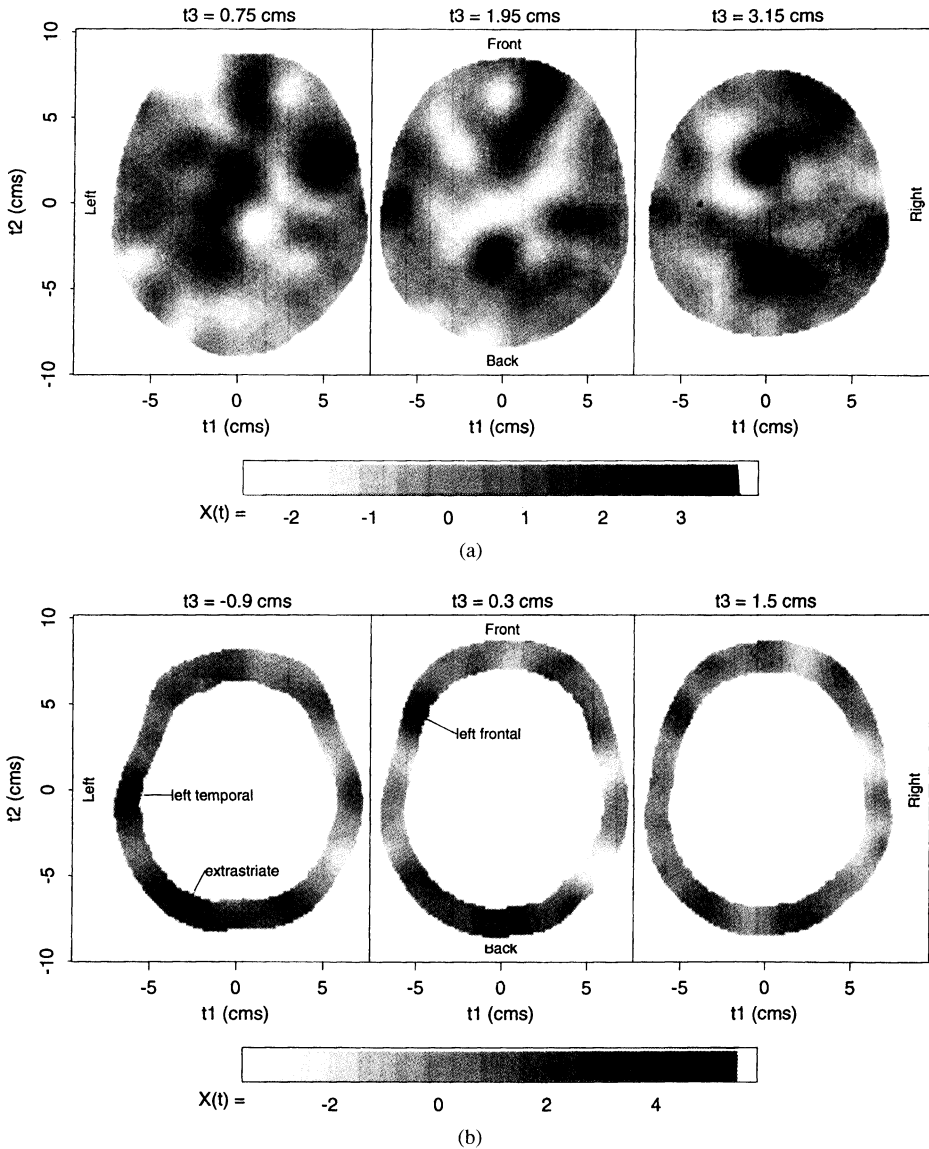 t3 = 0.75 cms t3 = 1.95 cms t3 = 3.15 cms
10
5
0
-5
-10
t2 (cms)
Left
Front
Back
Right
-5 0 5 -5 0 5 -5 0 5
t1 (cms) t1 (cms) t1 (cms)
X(t) = -2 -1 0 1 2 3
(a)
t3 = -0.9 cms t3 = 0.3 cms t3 = 1.5 cms
10
5
0
-5
-10
t2 (cms)
Left
Front
left frontal
left temporal
extrastriate
Back
Right
-5 0 5 -5 0 5 -5 0 5
t1 (cms) t1 (cms) t1 (cms)
X(t) = -2 0 2 4
(b)